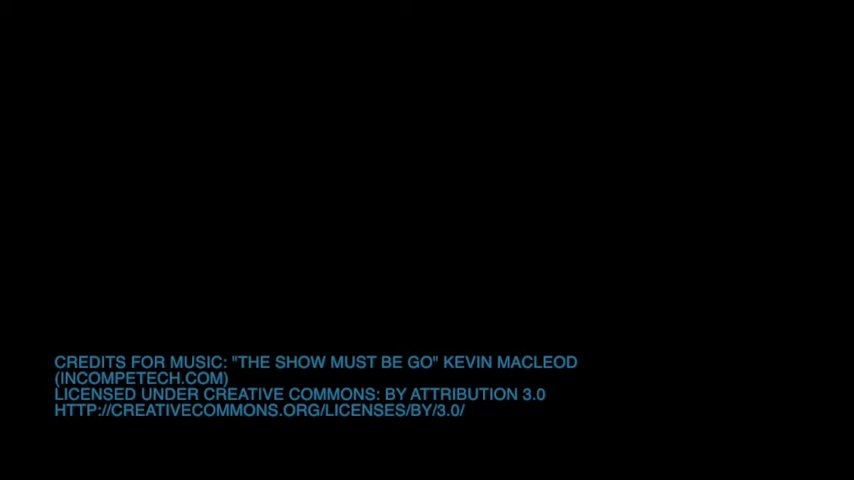 CREDITS FOR MUSIC: "THE SHOW MUST BE GO" KEVIN MACLEOD
(INCOMPETECH.COM)
LICENSED UNDER CREATIVE COMMONS: BY ATTRIBUTION 3.0
HTTP://CREATIVECOMMONS.ORG/LICENSES/BY/3.0/